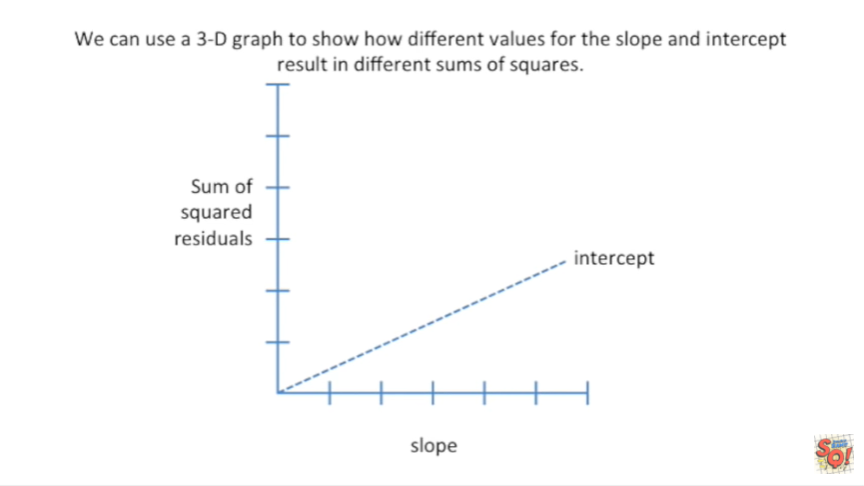 We can use a 3-D graph to show how different values for the slope and intercept
result in different sums of squares.
Sum of
squared
residuals
intercept
slope
SQ!